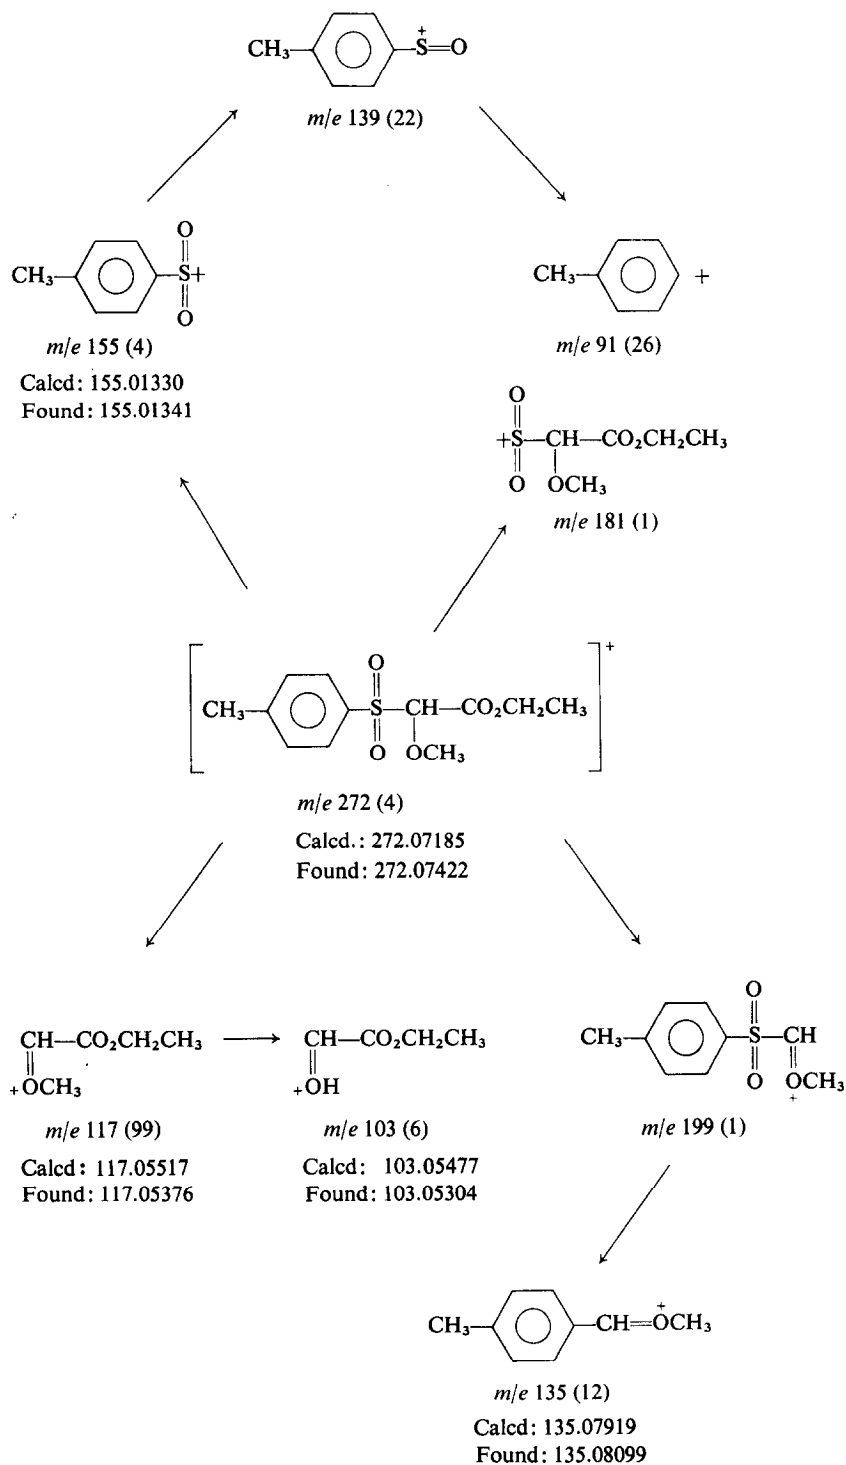 CH₃ S⁺=O
m/e 139 (22)
O
CH₃ S+
O
m/e 155 (4)
Calcd: 155.01330
Found: 155.01341
CH₃ +
m/e 91 (26)
O
+S—CH—CO₂CH₂CH₃
O OCH₃
m/e 181 (1)
+
O
CH₃ S—CH—CO₂CH₂CH₃
O OCH₃
m/e 272 (4)
Calcd.: 272.07185
Found: 272.07422
CH—CO₂CH₂CH₃
+OCH₃
m/e 117 (99)
Calcd: 117.05517
Found: 117.05376
CH—CO₂CH₂CH₃
+OH
m/e 103 (6)
Calcd: 103.05477
Found: 103.05304
O
CH₃ S—CH
O OCH₃
+
m/e 199 (1)
+
CH₃ CH=OCH₃
m/e 135 (12)
Calcd: 135.07919
Found: 135.08099